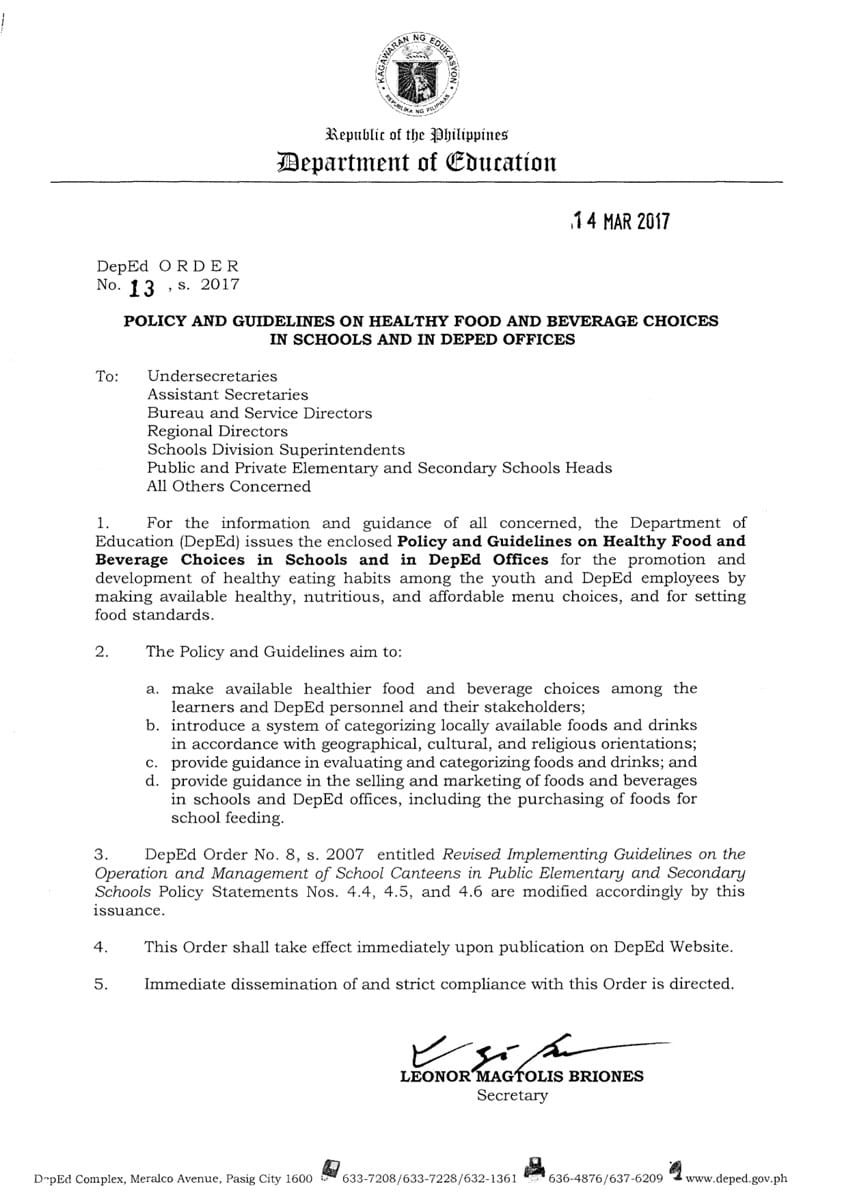 KAGAWARAN NG EDUKASYON
REPUBLIKA NG PILIPINAS
Republic of the Philippines
Department of Education
14 MAR 2017
DepEd O R D E R
No. 13 , s. 2017
POLICY AND GUIDELINES ON HEALTHY FOOD AND BEVERAGE CHOICES
IN SCHOOLS AND IN DEPED OFFICES
To: Undersecretaries
Assistant Secretaries
Bureau and Service Directors
Regional Directors
Schools Division Superintendents
Public and Private Elementary and Secondary Schools Heads
All Others Concerned
1. For the information and guidance of all concerned, the Department of
Education (DepEd) issues the enclosed Policy and Guidelines on Healthy Food and
Beverage Choices in Schools and in DepEd Offices for the promotion and
development of healthy eating habits among the youth and DepEd employees by
making available healthy, nutritious, and affordable menu choices, and for setting
food standards.
2. The Policy and Guidelines aim to:
a. make available healthier food and beverage choices among the
learners and DepEd personnel and their stakeholders;
b. introduce a system of categorizing locally available foods and drinks
in accordance with geographical, cultural, and religious orientations;
c. provide guidance in evaluating and categorizing foods and drinks; and
d. provide guidance in the selling and marketing of foods and beverages
in schools and DepEd offices, including the purchasing of foods for
school feeding.
3. DepEd Order No. 8, s. 2007 entitled Revised Implementing Guidelines on the
Operation and Management of School Canteens in Public Elementary and Secondary
Schools Policy Statements Nos. 4.4, 4.5, and 4.6 are modified accordingly by this
issuance.
4. This Order shall take effect immediately upon publication on DepEd Website.
5. Immediate dissemination of and strict compliance with this Order is directed.
LEONOR MAGTOLIS BRIONES
Secretary
DepEd Complex, Meralco Avenue, Pasig City 1600 633-7208/633-7228/632-1361 636-4876/637-6209 www.deped.gov.ph